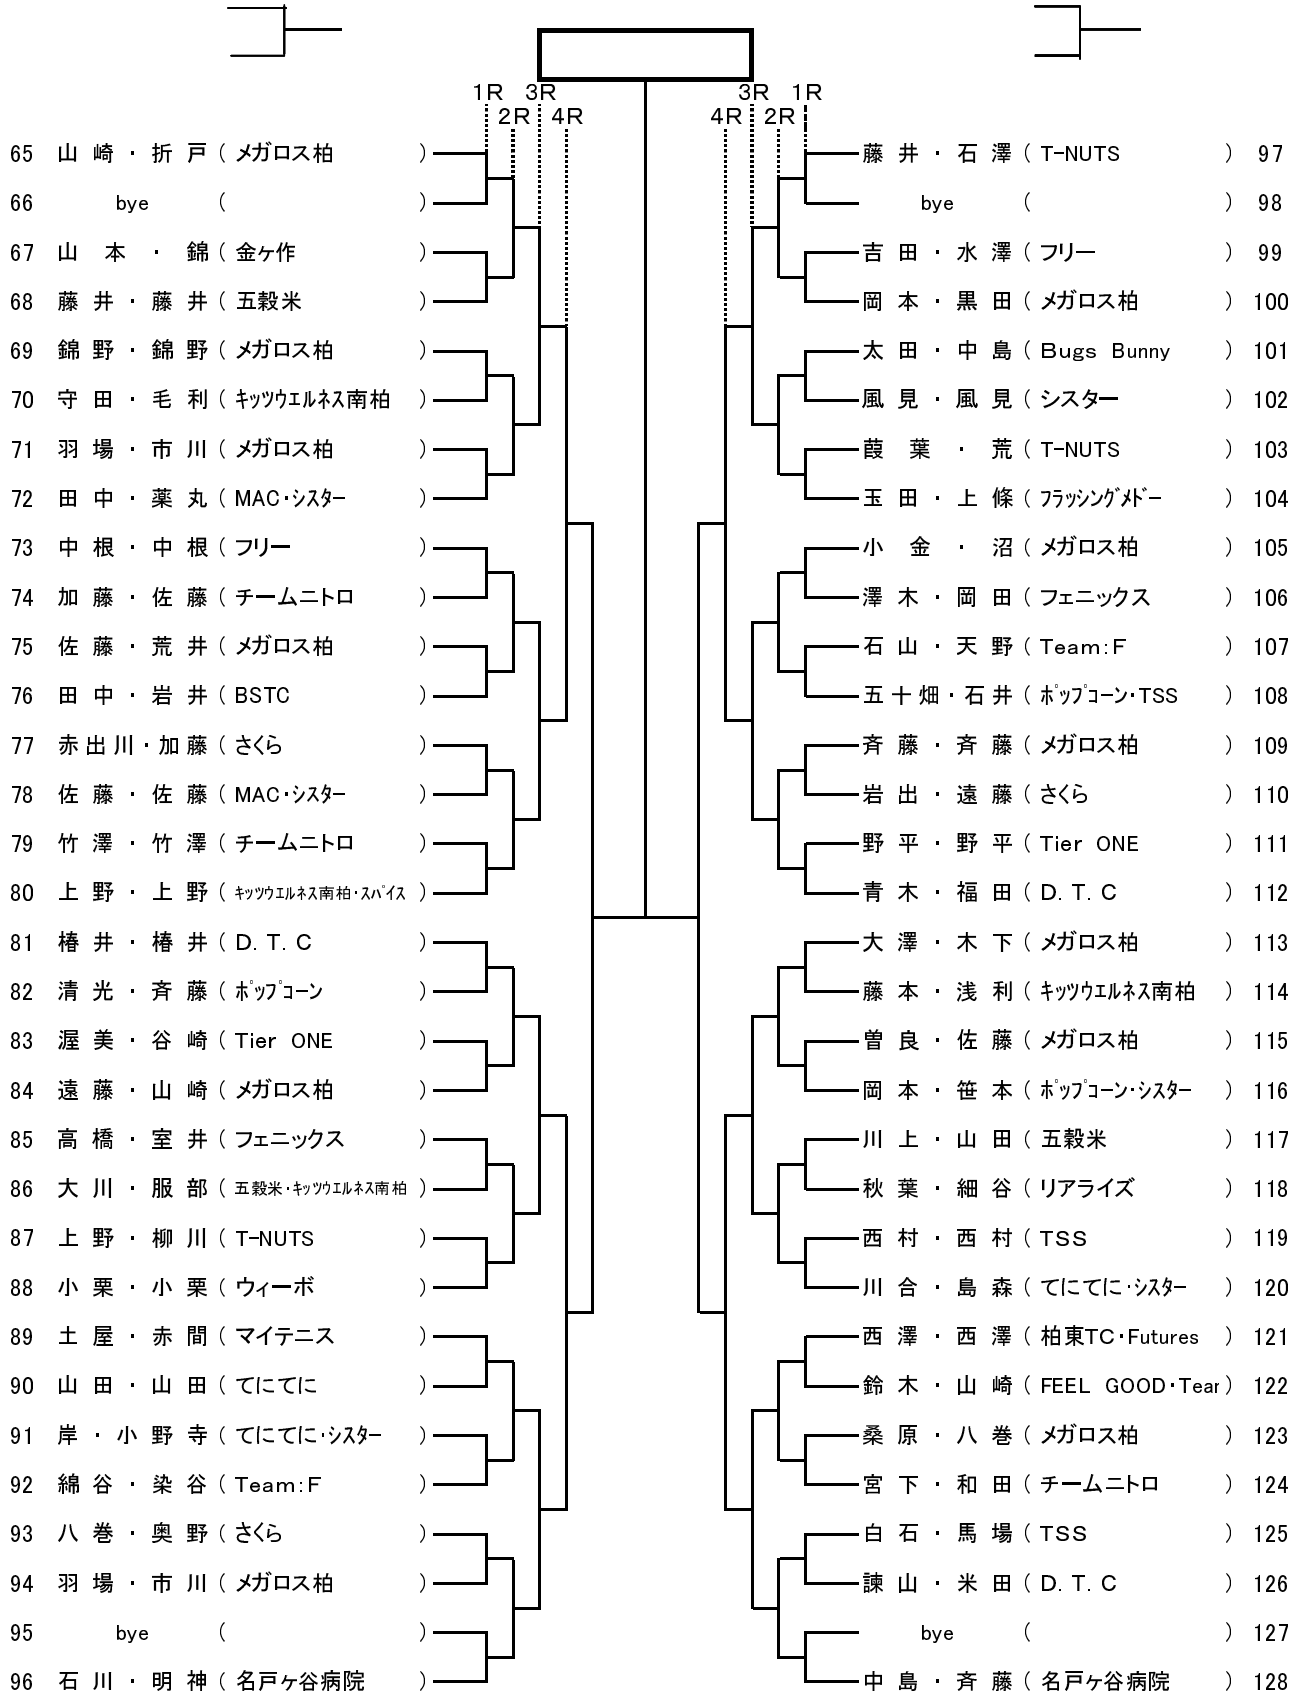 1R 3R 3R 1R
2R 4R 4R 2R
65 山崎・折戸(メガロス柏) 藤井・石澤(T-NUTS) 97
66 bye () bye () 98
67 山本・錦(金ヶ作) 吉田・水澤(フリー) 99
68 藤井・藤井(五穀米) 岡本・黒田(メガロス柏) 100
69 錦野・錦野(メガロス柏) 太田・中島(Bugs Bunny) 101
70 守田・毛利(キッツウエルネス南柏) 風見・風見(シスター) 102
71 羽場・市川(メガロス柏) 葭葉・荒(T-NUTS) 103
72 田中・薬丸(MAC・シスター) 玉田・上條(フラッシングメドー) 104
73 中根・中根(フリー) 小金・沼(メガロス柏) 105
74 加藤・佐藤(チームニトロ) 澤木・岡田(フェニックス) 106
75 佐藤・荒井(メガロス柏) 石山・天野(Team:F) 107
76 田中・岩井(BSTC) 五十畑・石井(ポップコーン・TSS) 108
77 赤出川・加藤(さくら) 斉藤・斉藤(メガロス柏) 109
78 佐藤・佐藤(MAC・シスター) 岩出・遠藤(さくら) 110
79 竹澤・竹澤(チームニトロ) 野平・野平(Tier ONE) 111
80 上野・上野(キッツウエルネス南柏・スパイス) 青木・福田(D.T.C) 112
81 椿井・椿井(D.T.C) 大澤・木下(メガロス柏) 113
82 清光・斉藤(ポップコーン) 藤本・浅利(キッツウエルネス南柏) 114
83 渥美・谷崎(Tier ONE) 曽良・佐藤(メガロス柏) 115
84 遠藤・山崎(メガロス柏) 岡本・笹本(ポップコーン・シスター) 116
85 高橋・室井(フェニックス) 川上・山田(五穀米) 117
86 大川・服部(五穀米・キッツウエルネス南柏) 秋葉・細谷(リアライズ) 118
87 上野・柳川(T-NUTS) 西村・西村(TSS) 119
88 小栗・小栗(ウィーボ) 川合・島森(てにてに・シスター) 120
89 土屋・赤間(マイテニス) 西澤・西澤(柏東TC・Futures) 121
90 山田・山田(てにてに) 鈴木・山崎(FEEL GOOD・Tear) 122
91 岸・小野寺(てにてに・シスター) 桑原・八巻(メガロス柏) 123
92 綿谷・染谷(Team:F) 宮下・和田(チームニトロ) 124
93 八巻・奥野(さくら) 白石・馬場(TSS) 125
94 羽場・市川(メガロス柏) 諫山・米田(D.T.C) 126
95 bye () bye () 127
96 石川・明神(名戸ヶ谷病院) 中島・斉藤(名戸ヶ谷病院) 128